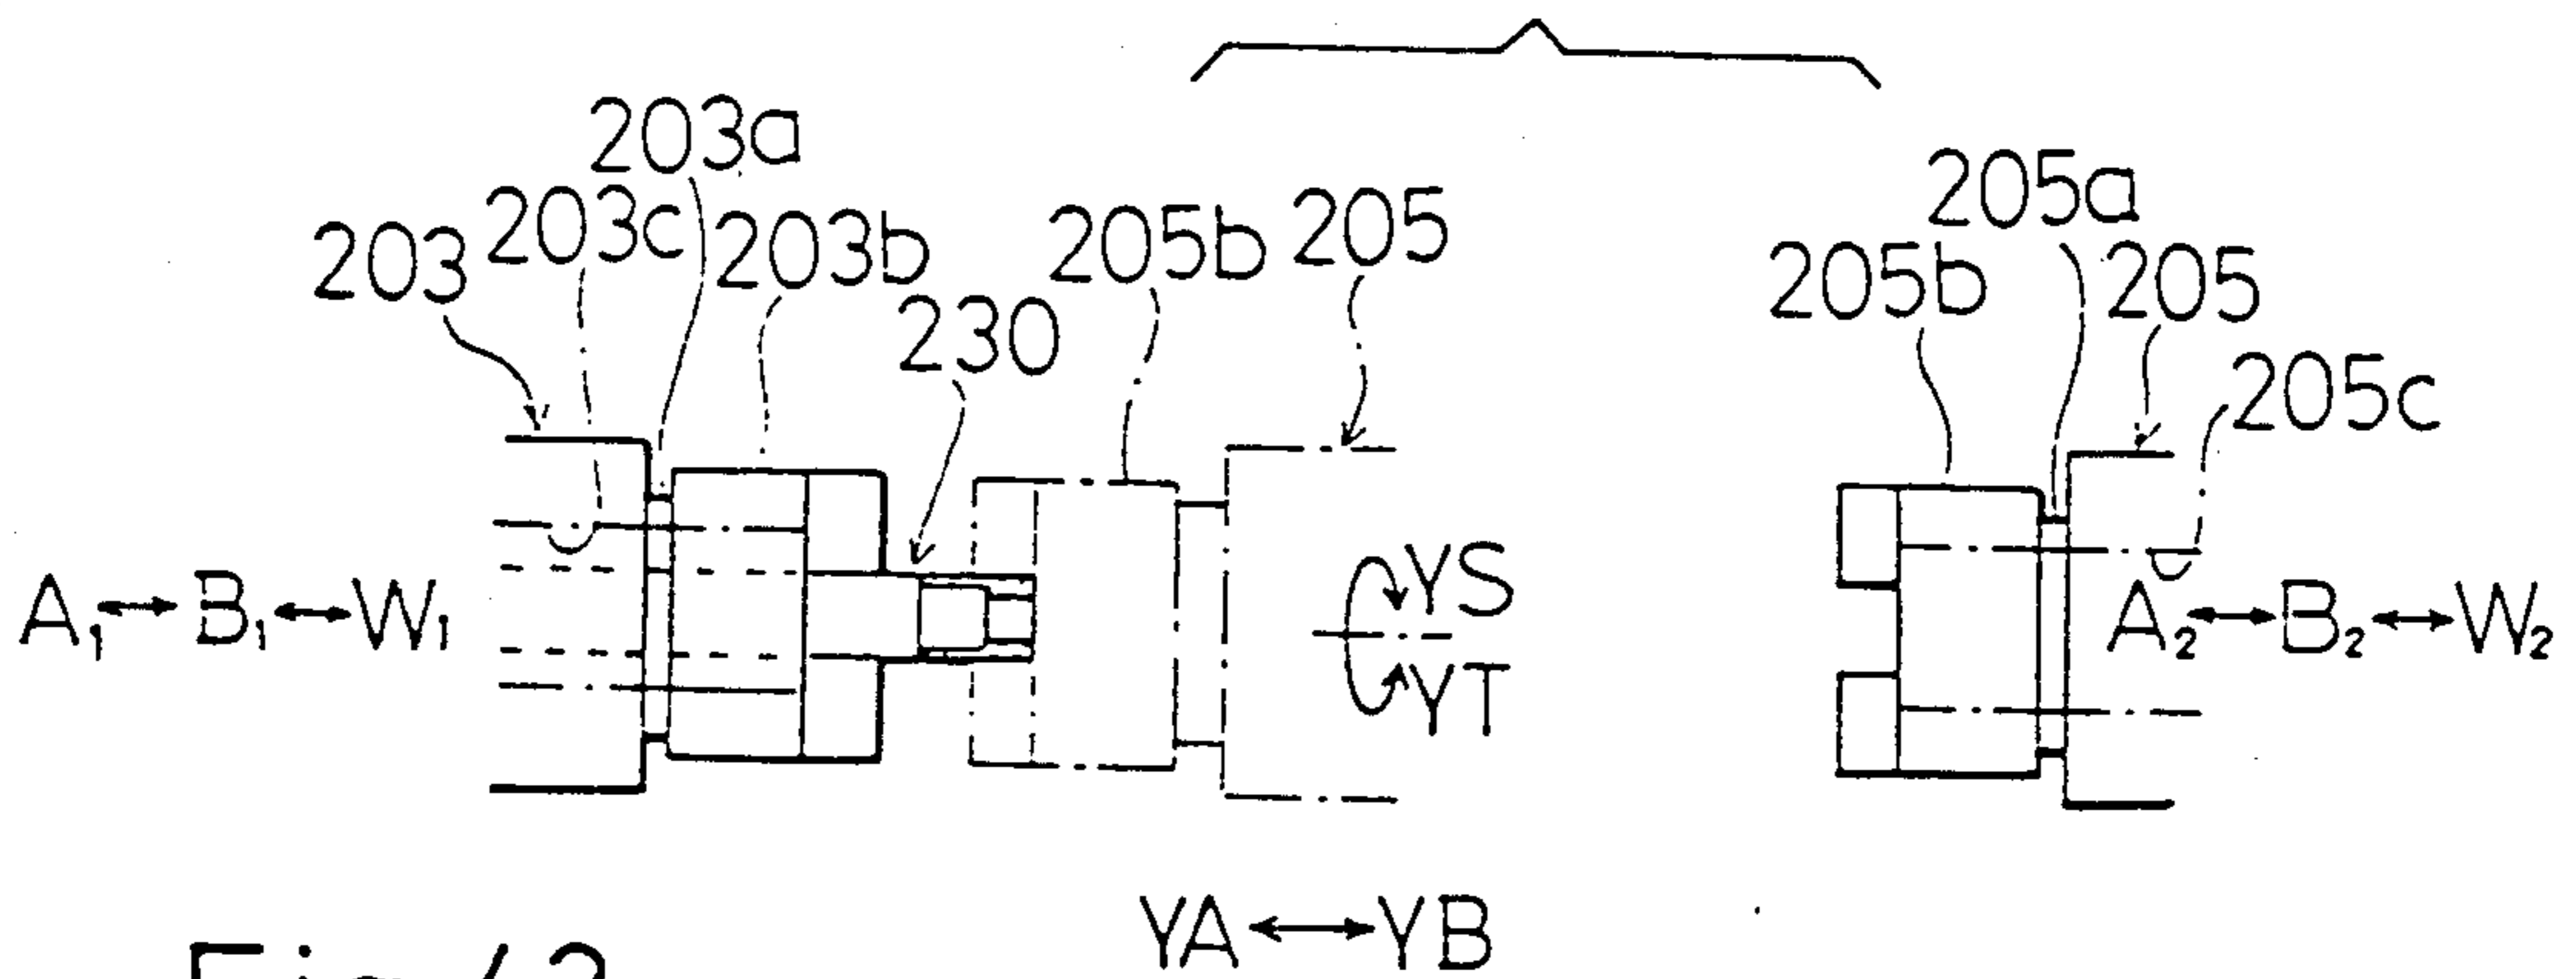 203a
205a
203 203c 203b 205b 205
205b 205
230
205c
A₁ ↔ B₁ ↔ W₁
YS
YT
A₂ ↔ B₂ ↔ W₂
YA ↔ YB